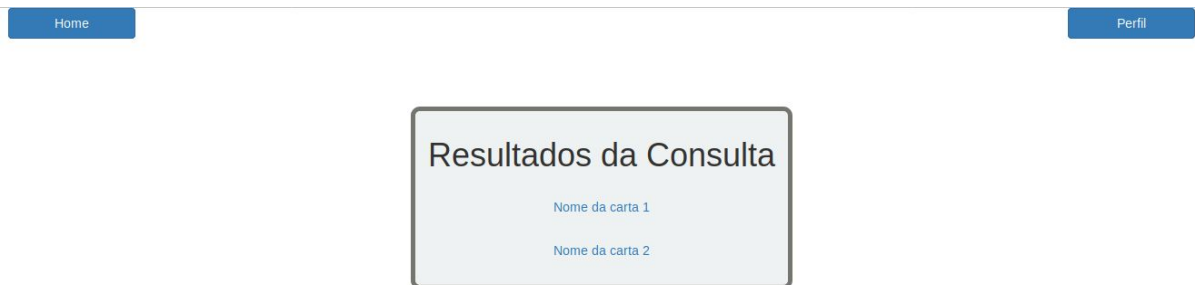 Home
Perfil
Resultados da Consulta
Nome da carta 1
Nome da carta 2